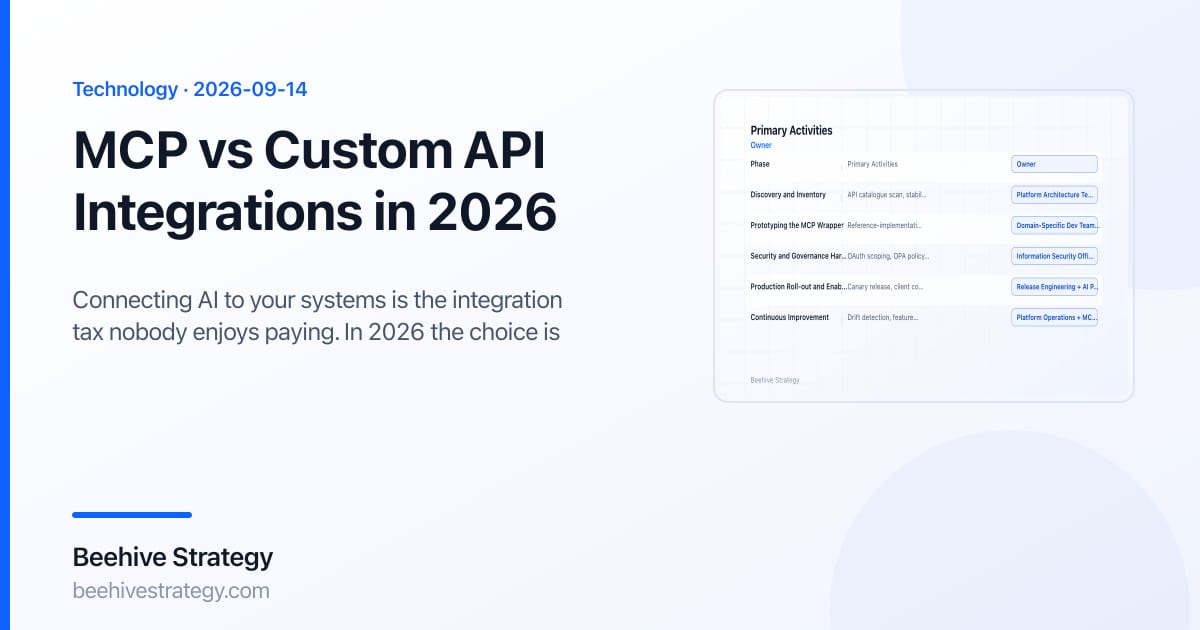 Technology · 2026-09-14
MCP vs Custom API
Integrations in 2026
Connecting AI to your systems is the integration
tax nobody enjoys paying. In 2026 the choice is
Beehive Strategy
beehivestrategy.com
Primary Activities
Owner
Phase Primary Activities Owner
Discovery and Inventory API catalogue scan, stabil... Platform Architecture Te...
Prototyping the MCP Wrapper Reference-implementati... Domain-Specific Dev Team...
Security and Governance Har... OAuth scoping, OPA policy... Information Security Offi...
Production Roll-out and Enab... Canary release, client co... Release Engineering + AI P...
Continuous Improvement Drift detection, feature... Platform Operations + MC...
Beehive Strategy